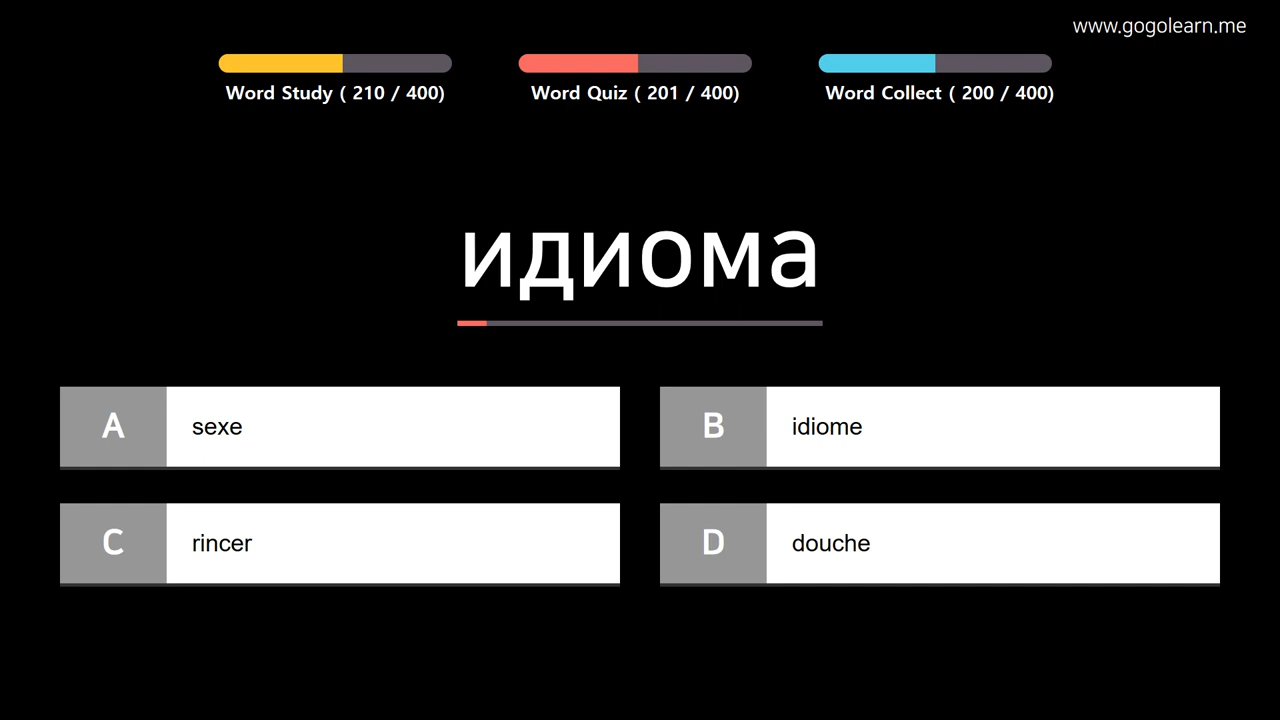 www.gogolearn.me
Word Study ( 210 / 400)
Word Quiz ( 201 / 400)
Word Collect ( 200 / 400)
идиома
A sexe
B idiome
C rincer
D douche